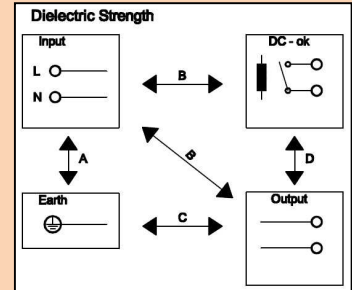 Dielectric Strength
Input
DC - ok
L
N
B
A
B
D
Earth
Output
C